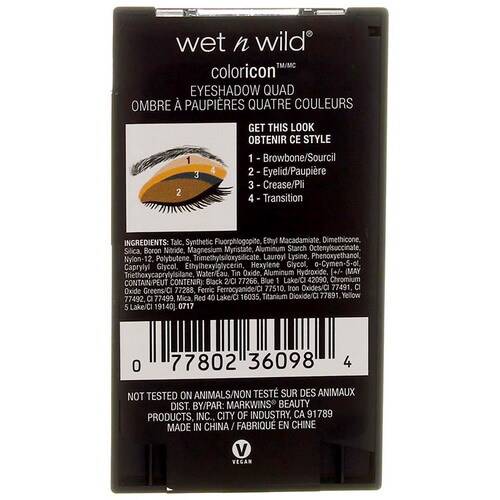 wet n wild®
coloricon™/MC
EYESHADOW QUAD
OMBRE À PAUPIÈRES QUATRE COULEURS
GET THIS LOOK
OBTENIR CE STYLE
1 - Browbone/Sourcil
2 - Eyelid/Paupière
3 - Crease/Pli
4 - Transition
1
4
3
2
INGREDIENTS: Talc, Synthetic Fluorphlogopite, Ethyl Macadamiate, Dimethicone,
Silica, Boron Nitride, Magnesium Myristate, Aluminum Starch Octenylsuccinate,
Nylon-12, Polybutene, Trimethylsiloxysilicate, Lauroyl Lysine, Phenoxyethanol,
Caprylyl Glycol, Ethylhexylglycerin, Hexylene Glycol, o-Cymen-5-ol,
Triethoxycaprylylsilane, Water/Eau, Tin Oxide, Aluminum Hydroxide, [+/- (MAY
CONTAIN/PEUT CONTENIR): Black 2/CI 77266, Blue 1 Lake/CI 42090, Chromium
Oxide Greens/CI 77288, Ferric Ferrocyanide/CI 77510, Iron Oxides/CI 77491, CI
77492, CI 77499, Mica, Red 40 Lake/CI 16035, Titanium Dioxide/CI 77891, Yellow
5 Lake/CI 19140]. 0717
0 77802 36098 4
NOT TESTED ON ANIMALS/NON TESTÉ SUR DES ANIMAUX
DIST. BY/PAR: MARKWINS BEAUTY
PRODUCTS, INC., CITY OF INDUSTRY, CA 91789
MADE IN CHINA / FABRIQUÉ EN CHINE
V
VEGAN